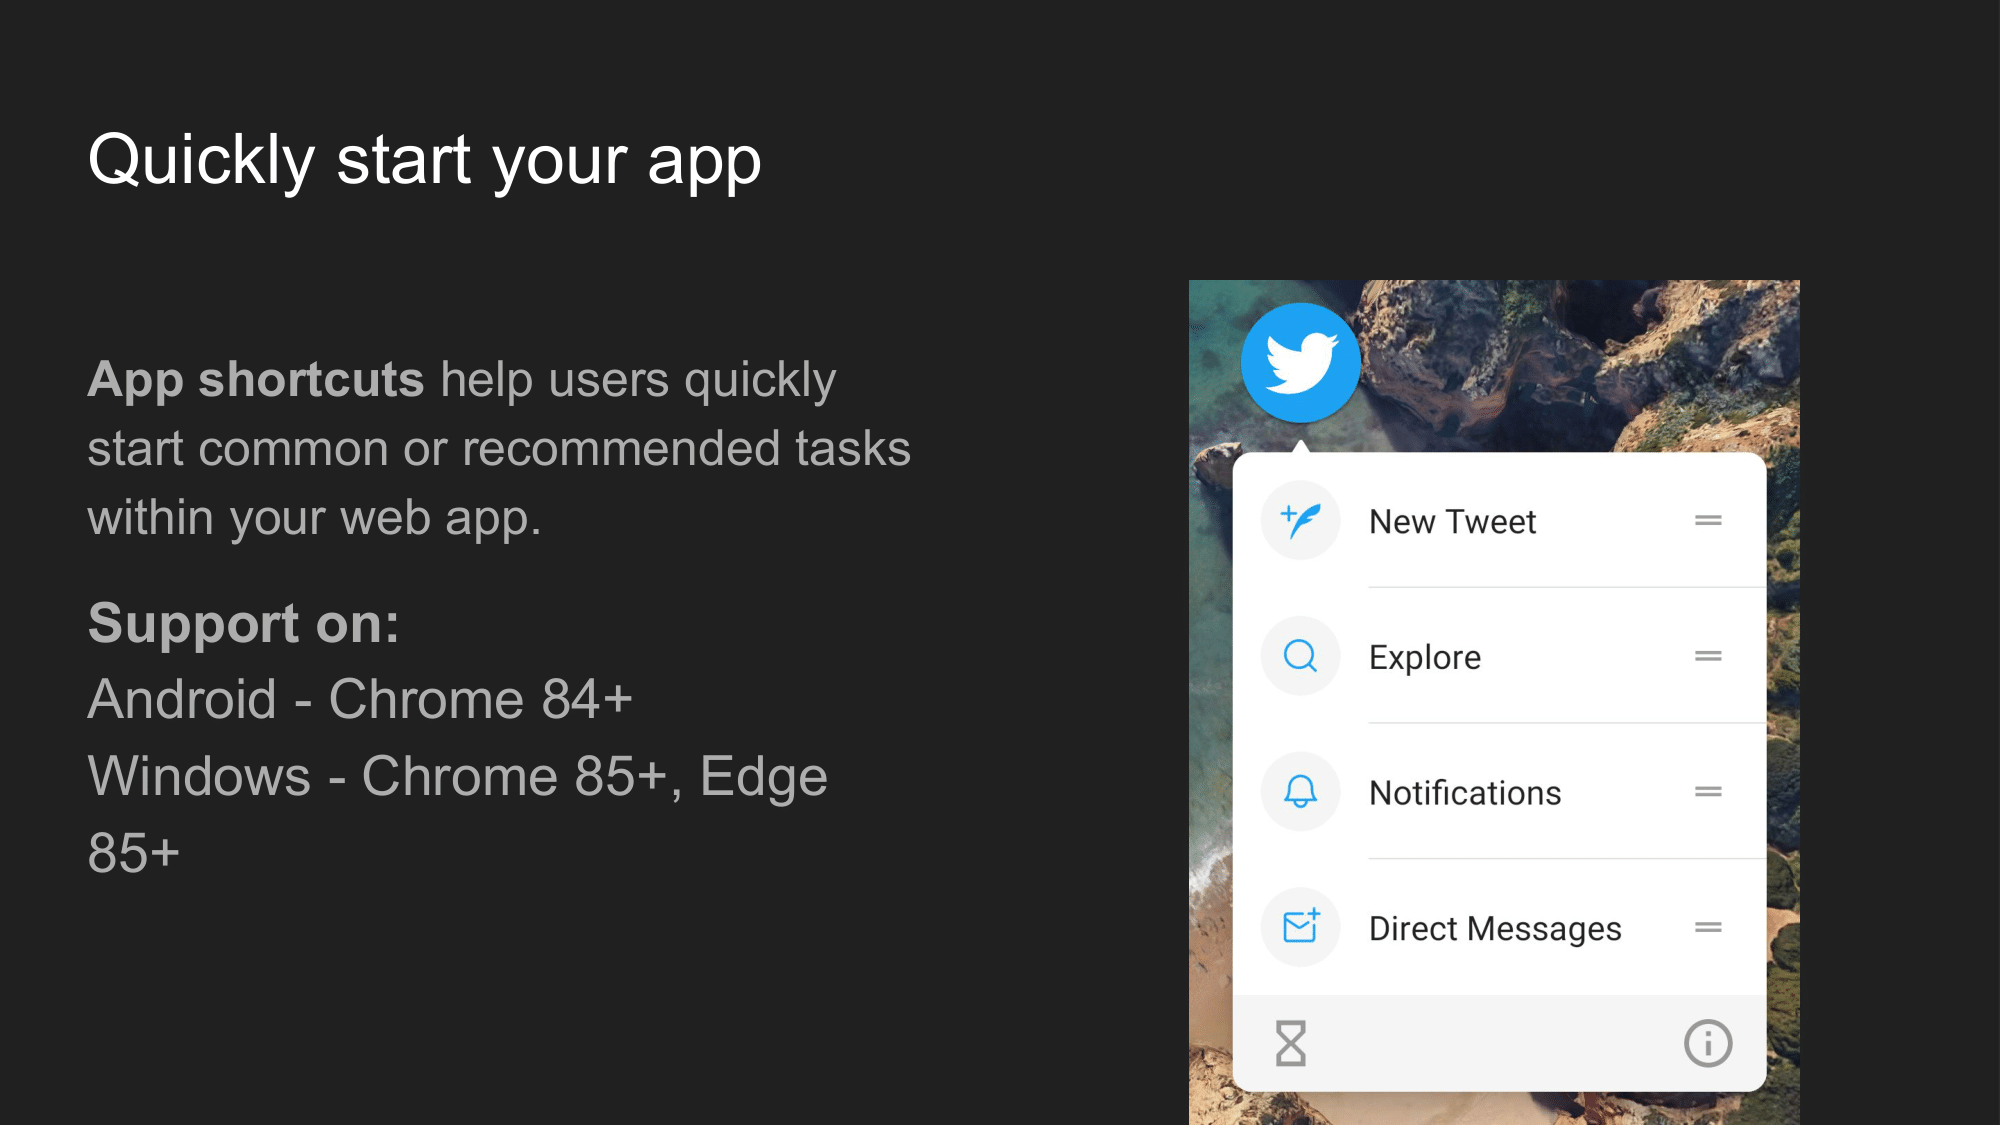 Quickly start your app
App shortcuts help users quickly
start common or recommended tasks
within your web app.
Support on:
Android - Chrome 84+
Windows - Chrome 85+, Edge
85+
New Tweet
Explore
Notifications
Direct Messages